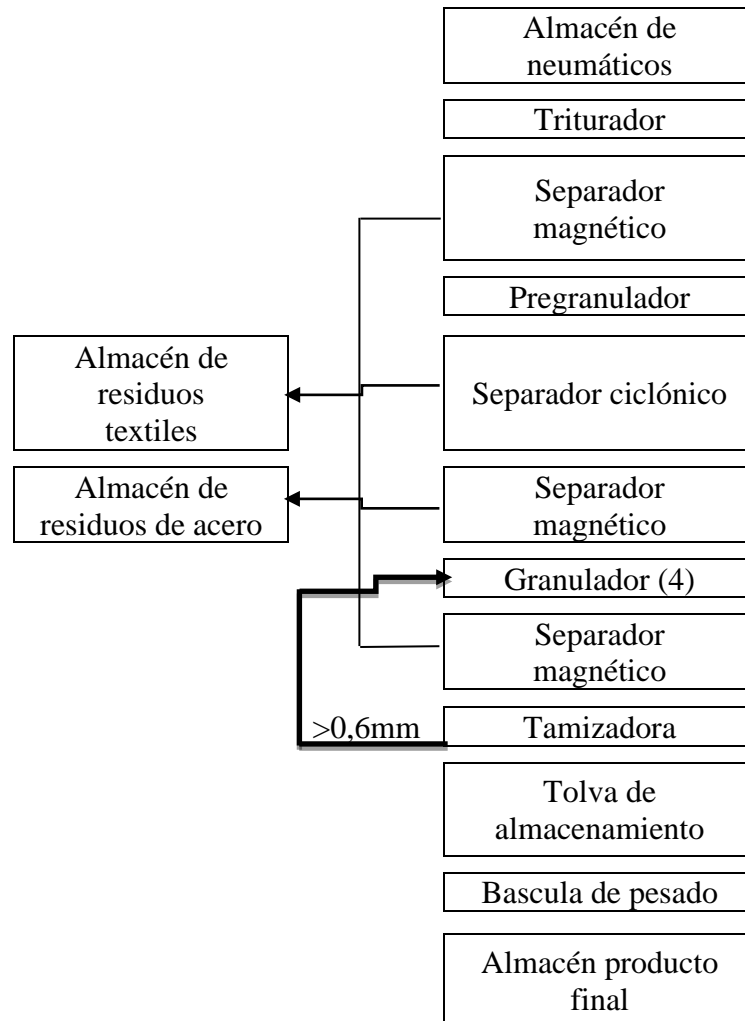 Almacén de
neumáticos
Triturador
Separador
magnético
Pregranulador
Almacén de
residuos
textiles
Separador ciclónico
Almacén de
residuos de acero
Separador
magnético
Granulador (4)
Separador
magnético
>0,6mm
Tamizadora
Tolva de
almacenamiento
Bascula de pesado
Almacén producto
final